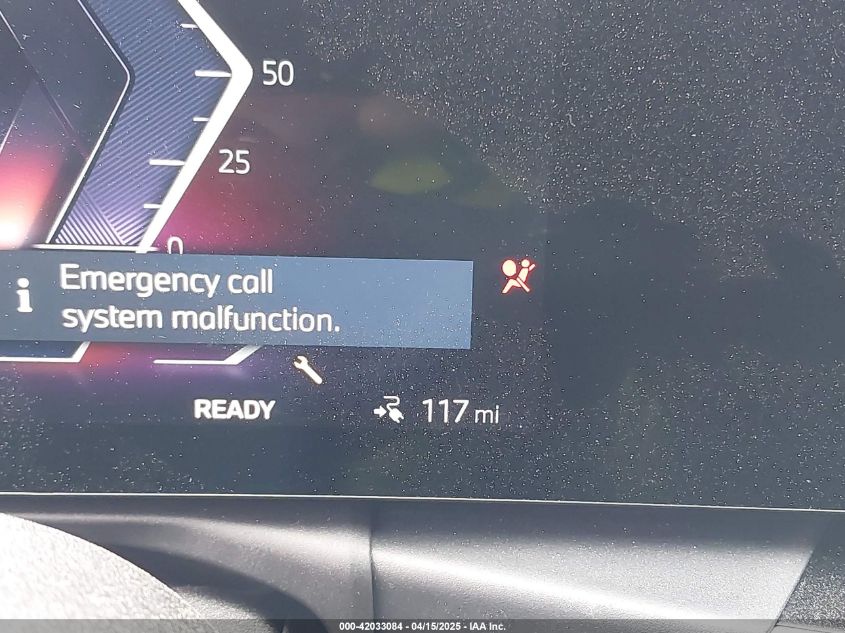 50
25
0
Emergency call
i
system malfunction.
READY 117 mi
000-42033084 - 04/15/2025 - IAA Inc.